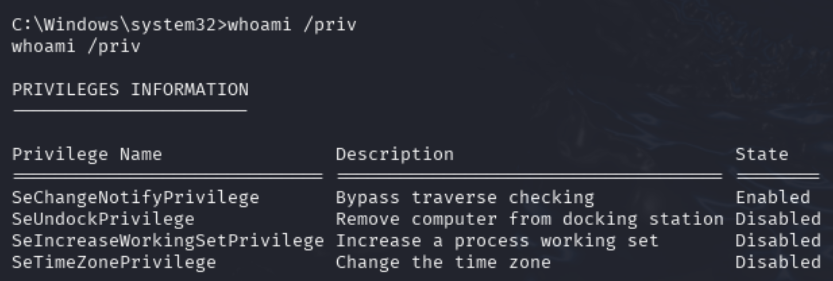 C:\Windows\system32>whoami /priv
whoami /priv
PRIVILEGES INFORMATION
Privilege Name Description State
SeChangeNotifyPrivilege Bypass traverse checking Enabled
SeUndockPrivilege Remove computer from docking station Disabled
SeIncreaseWorkingSetPrivilege Increase a process working set Disabled
SeTimeZonePrivilege Change the time zone Disabled